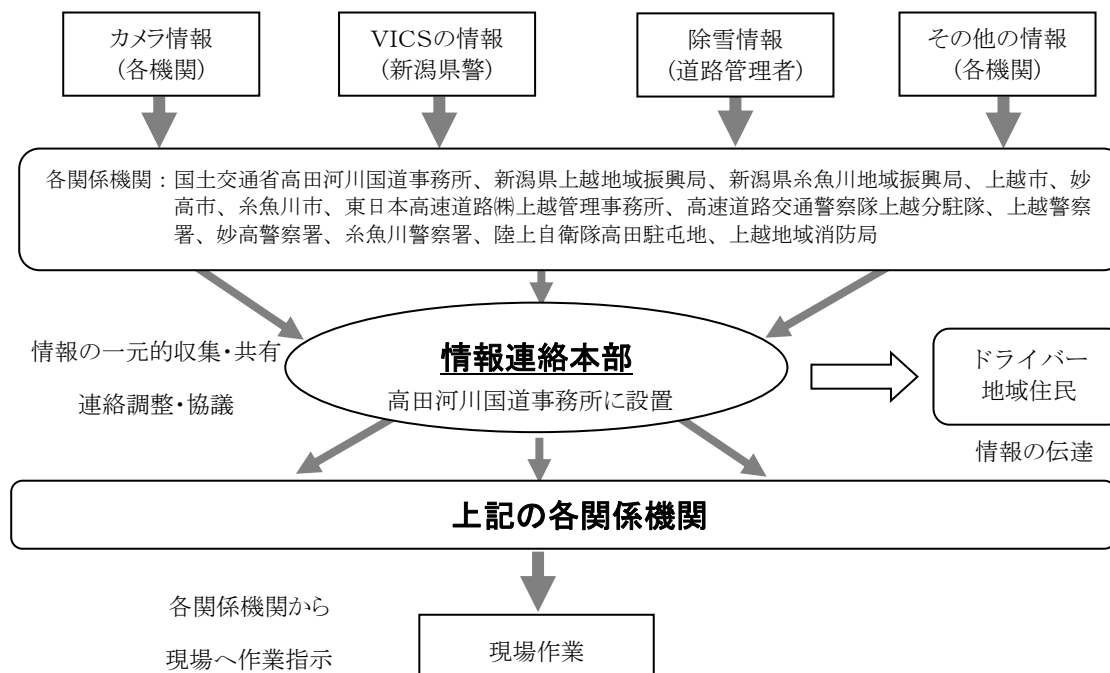 カメラ情報
(各機関)
VICSの情報
(新潟県警)
除雪情報
(道路管理者)
その他の情報
(各機関)
各関係機関：国土交通省高田河川国道事務所、新潟県上越地域振興局、新潟県糸魚川地域振興局、上越市、妙
高市、糸魚川市、東日本高速道路㈱上越管理事務所、高速道路交通警察隊上越分駐隊、上越警察
署、妙高警察署、糸魚川警察署、陸上自衛隊高田駐屯地、上越地域消防局
情報の一元的収集・共有
連絡調整・協議
情報連絡本部
高田河川国道事務所に設置
ドライバー
地域住民
情報の伝達
上記の各関係機関
各関係機関から
現場へ作業指示
現場作業